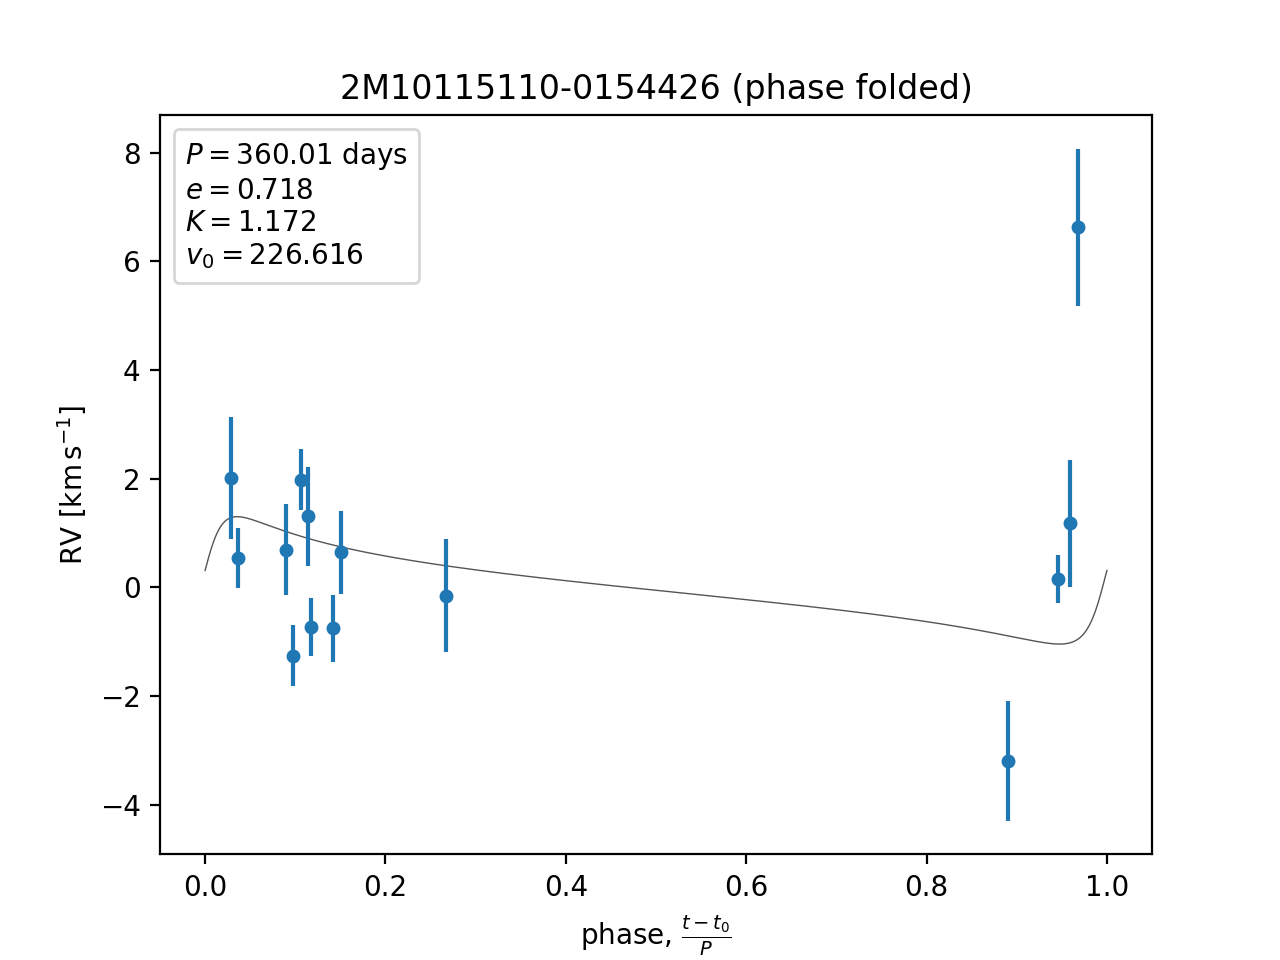 2M10115110-0154426 (phase folded)
P = 360.01 days
e = 0.718
K = 1.172
v₀ = 226.616
8
6
4
2
0
−2
−4
RV [km s⁻¹]
0.0 0.2 0.4 0.6 0.8 1.0
phase, (t − t₀)/P